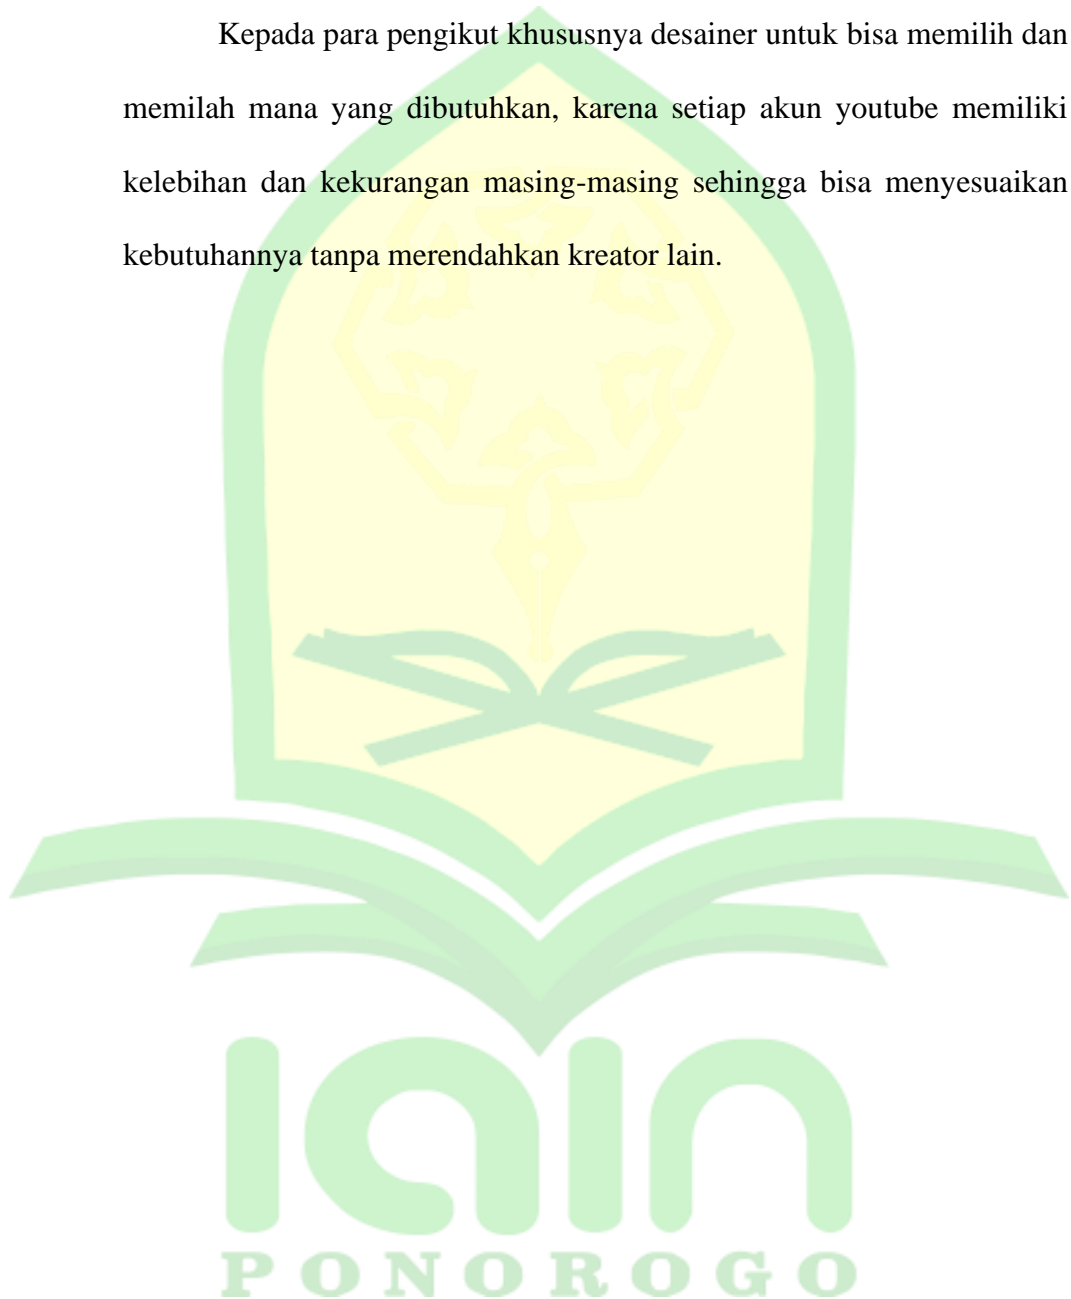 Kepada para pengikut khususnya desainer untuk bisa memilih dan
memilah mana yang dibutuhkan, karena setiap akun youtube memiliki
kelebihan dan kekurangan masing-masing sehingga bisa menyesuaikan
kebutuhannya tanpa merendahkan kreator lain.
iain
PONOROGO